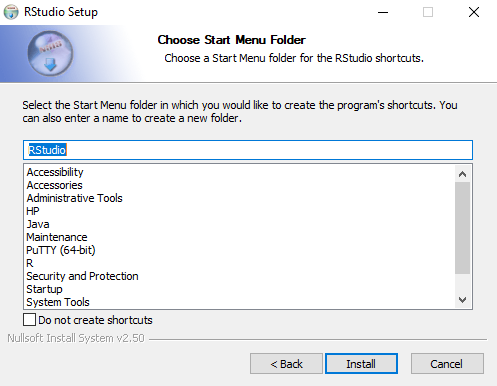 RStudio Setup
Choose Start Menu Folder
Choose a Start Menu folder for the RStudio shortcuts.
Select the Start Menu folder in which you would like to create the program's shortcuts. You
can also enter a name to create a new folder.
RStudio
Accessibility
Accessories
Administrative Tools
HP
Java
Maintenance
PuTTY (64-bit)
R
Security and Protection
Startup
System Tools
Do not create shortcuts
Nullsoft Install System v2.50
< Back
Install
Cancel